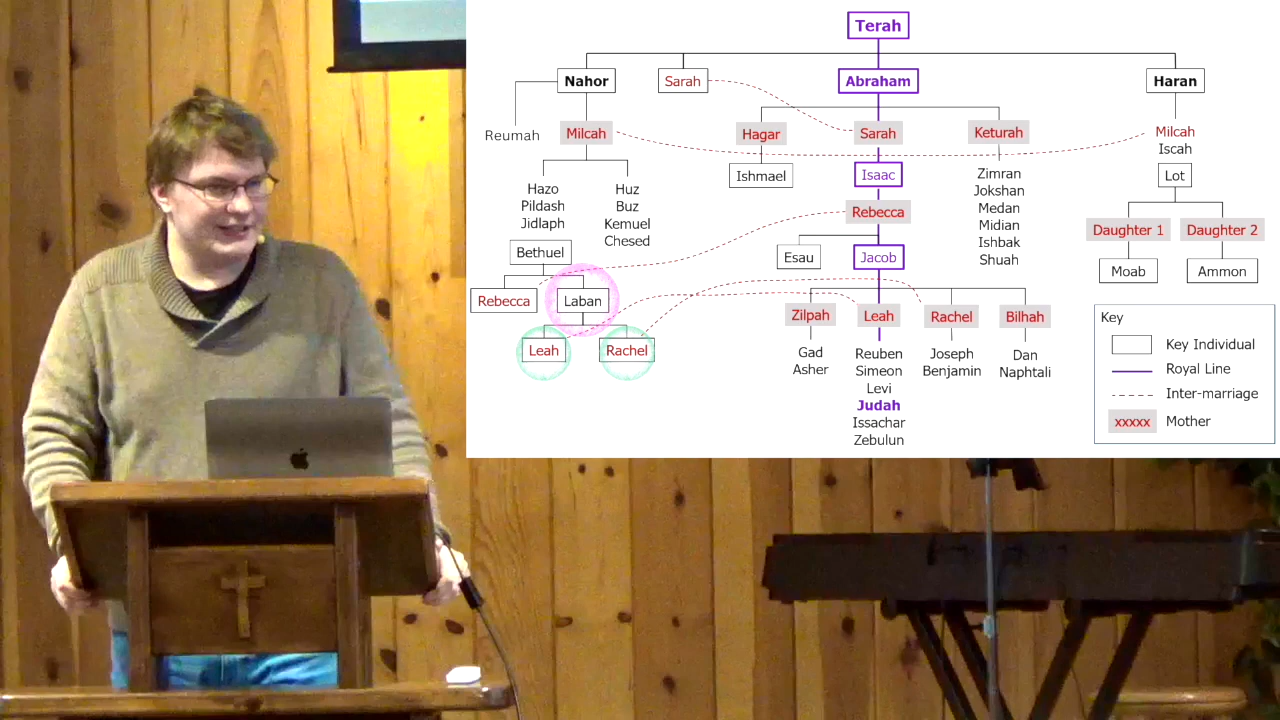 Terah
Nahor
Sarah
Abraham
Haran
Reumah
Milcah
Hagar
Sarah
Keturah
Milcah
Iscah
Ishmael
Isaac
Zimran
Jokshan
Medan
Midian
Ishbak
Shuah
Lot
Hazo
Pildash
Jidlaph
Huz
Buz
Kemuel
Chesed
Rebecca
Daughter 1
Daughter 2
Bethuel
Esau
Jacob
Moab
Ammon
Rebecca
Laban
Zilpah
Leah
Rachel
Bilhah
Leah
Rachel
Gad
Asher
Reuben
Simeon
Levi
Judah
Issachar
Zebulun
Joseph
Benjamin
Dan
Naphtali
Key
Key Individual
Royal Line
Inter-marriage
xxxxx Mother